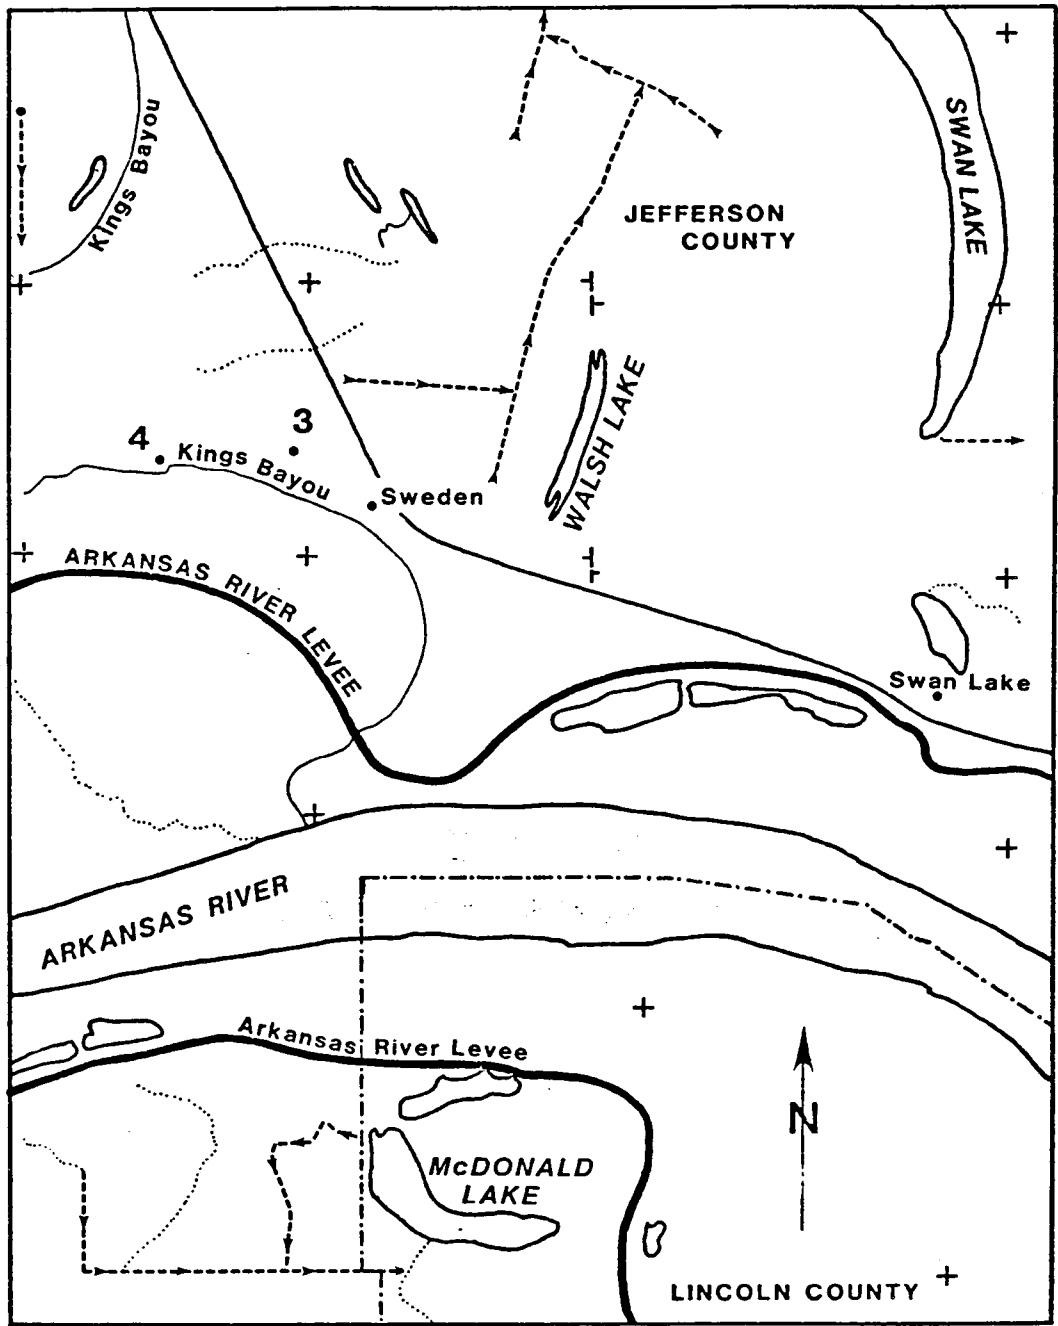 Kings Bayou
SWAN LAKE
JEFFERSON
COUNTY
WALSH LAKE
3
4
Kings Bayou
Sweden
ARKANSAS RIVER LEVEE
Swan Lake
ARKANSAS RIVER
Arkansas River Levee
N
McDONALD
LAKE
LINCOLN COUNTY